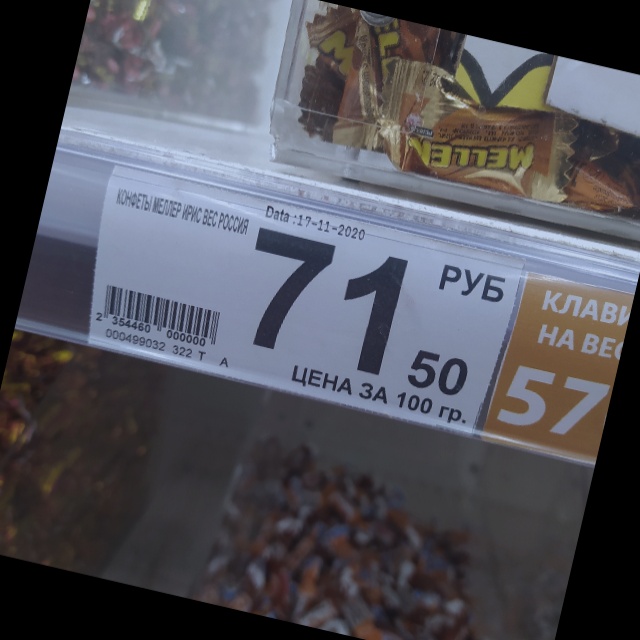 МЕЛЛЕР
КОНФЕТЫ МЕЛЛЕР ИРИС ВЕС РОССИЯ
Data :17-11-2020
71 РУБ
50
ЦЕНА ЗА 100 гр.
2 354460 000000
000499032 322 T A
КЛАВИ
НА ВЕС
57